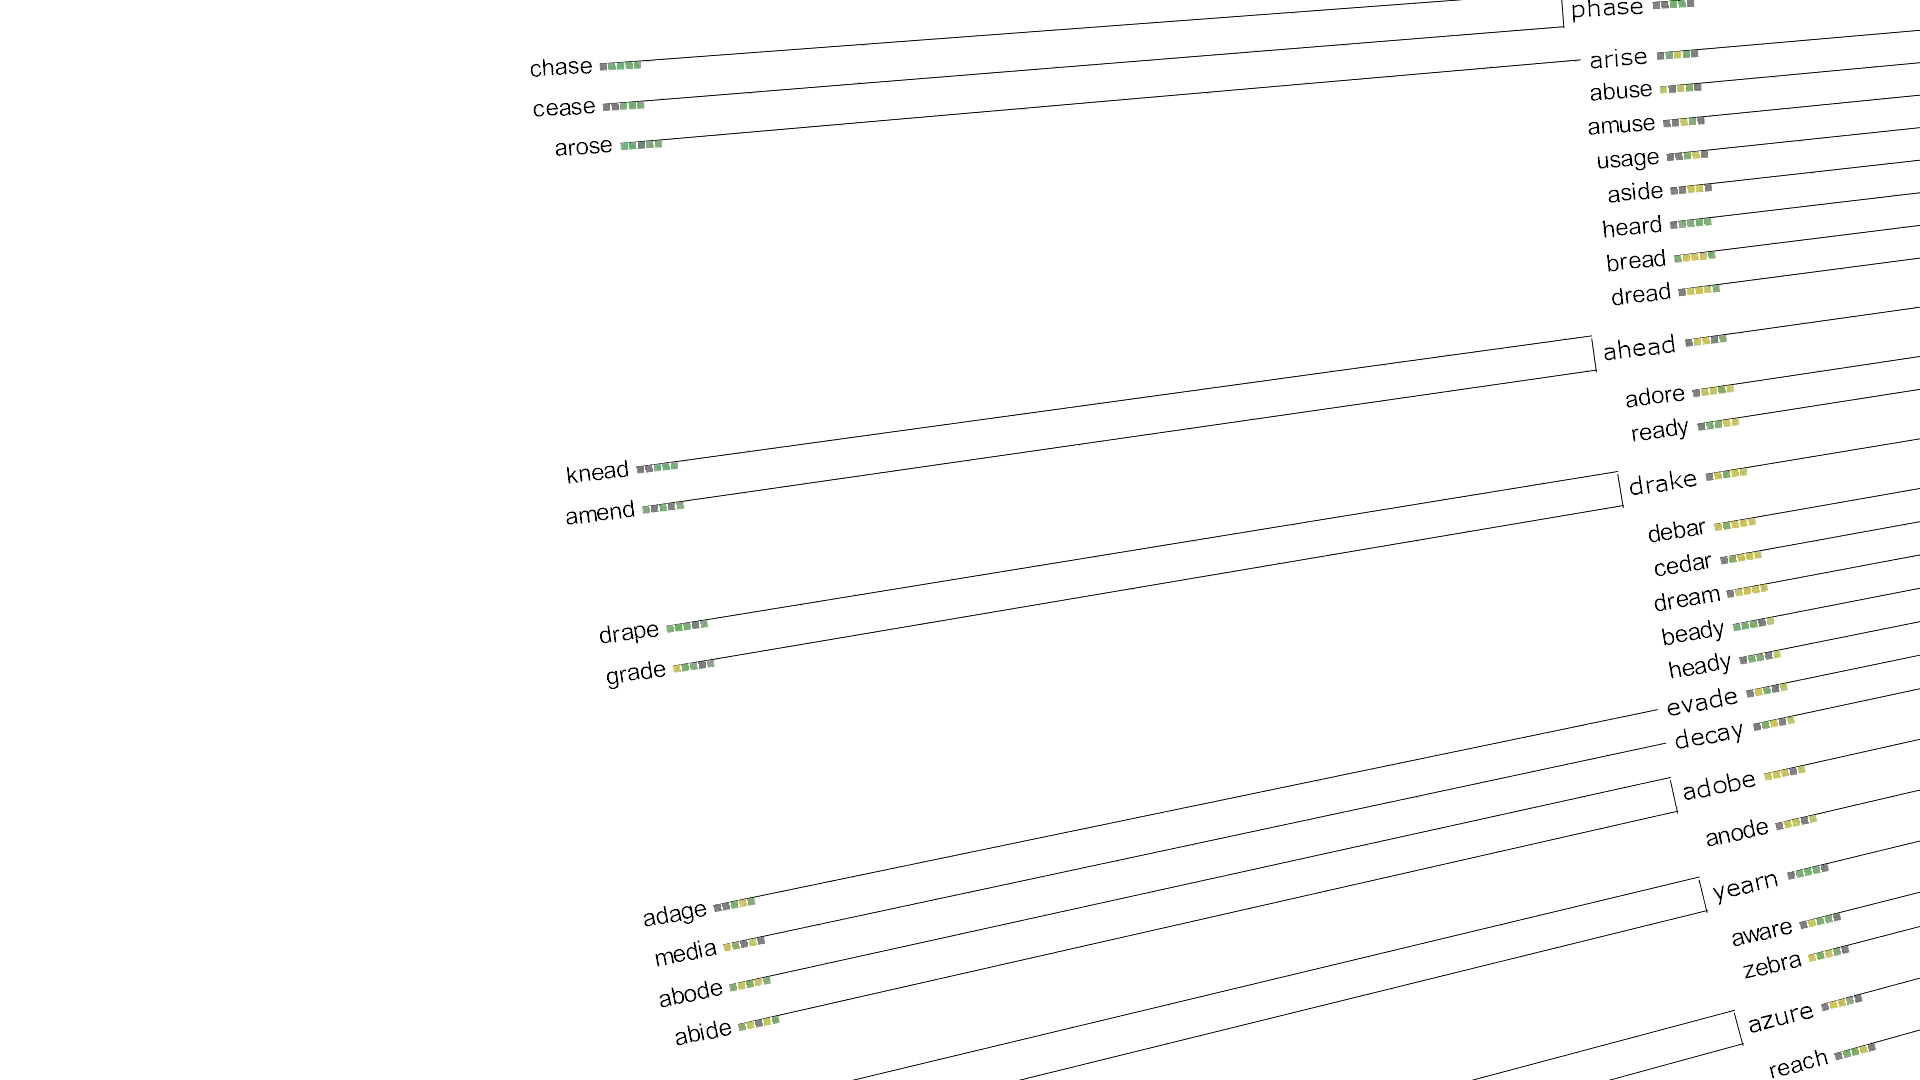 chase
cease
arose
knead
amend
drape
grade
adage
media
abode
abide
phase
arise
abuse
amuse
usage
aside
heard
bread
dread
ahead
adore
ready
drake
debar
cedar
dream
beady
heady
evade
decay
adobe
anode
yearn
aware
zebra
azure
reach